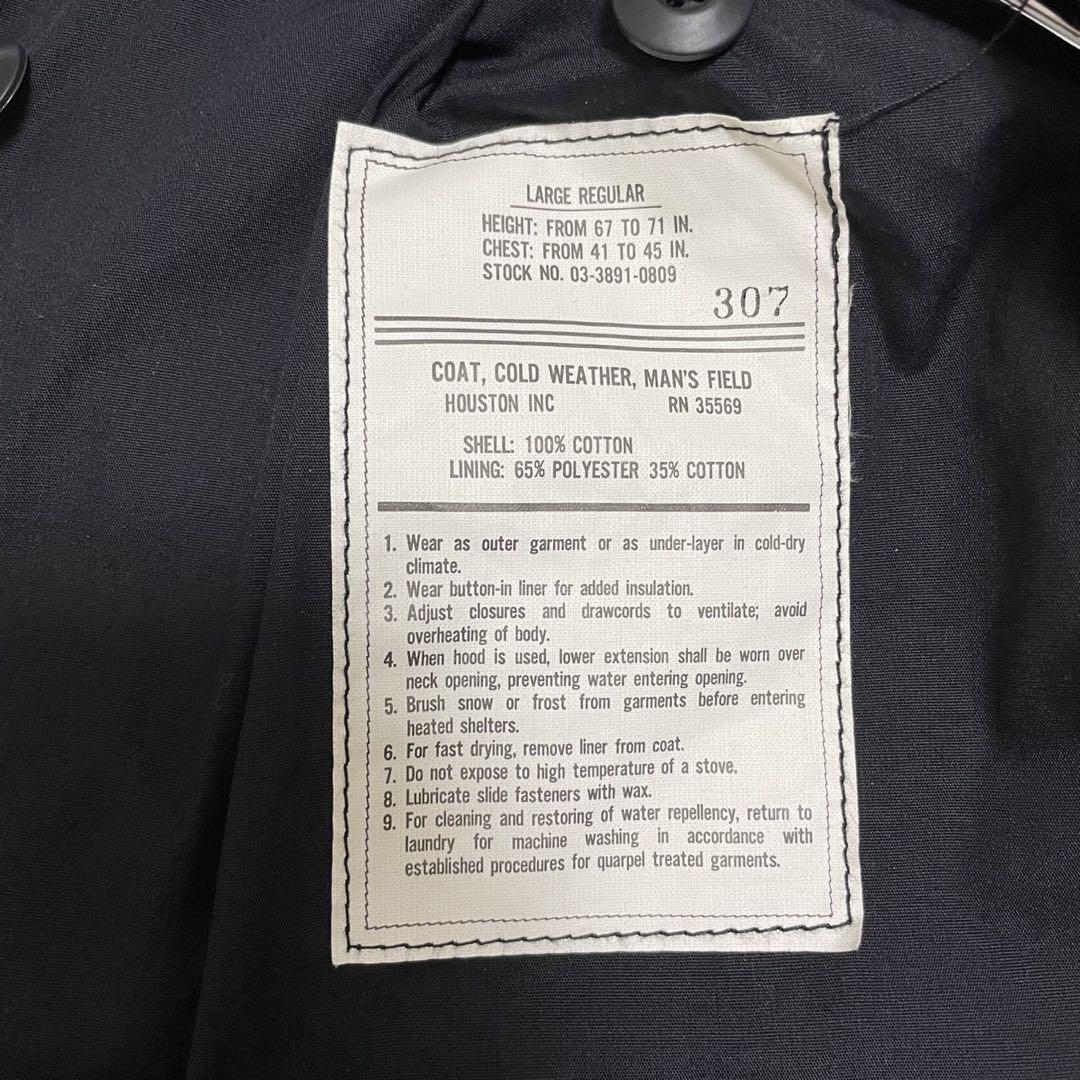 LARGE REGULAR
HEIGHT: FROM 67 TO 71 IN.
CHEST: FROM 41 TO 45 IN.
STOCK NO. 03-3891-0809
307
COAT, COLD WEATHER, MAN'S FIELD
HOUSTON INC RN 35569
SHELL: 100% COTTON
LINING: 65% POLYESTER 35% COTTON
1. Wear as outer garment or as under-layer in cold-dry
climate.
2. Wear button-in liner for added insulation.
3. Adjust closures and drawcords to ventilate; avoid
overheating of body.
4. When hood is used, lower extension shall be worn over
neck opening, preventing water entering opening.
5. Brush snow or frost from garments before entering
heated shelters.
6. For fast drying, remove liner from coat.
7. Do not expose to high temperature of a stove.
8. Lubricate slide fasteners with wax.
9. For cleaning and restoring of water repellency, return to
laundry for machine washing in accordance with
established procedures for quarpel treated garments.